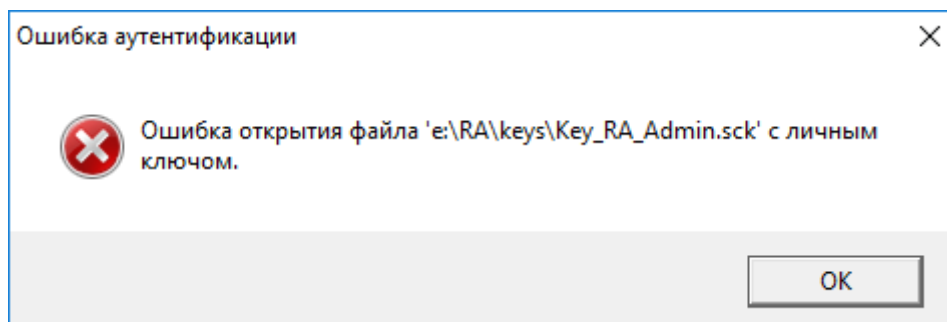 Ошибка аутентификации
Ошибка открытия файла 'e:\RA\keys\Key_RA_Admin.sck' с личным
ключом.
OK